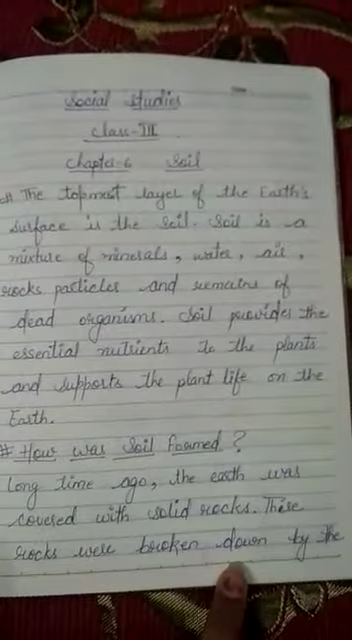 Social Studies
Class-III
Chapter-6 Soil
# The topmost layer of the Earth's
surface is the soil. Soil is a
mixture of minerals, water, air,
rocks particles and remains of
dead organisms. Soil provides the
essential nutrients to the plants
and supports the plant life on the
Earth.
# How was Soil Formed?
Long time ago, the earth was
covered with solid rocks. These
rocks were broken down by the